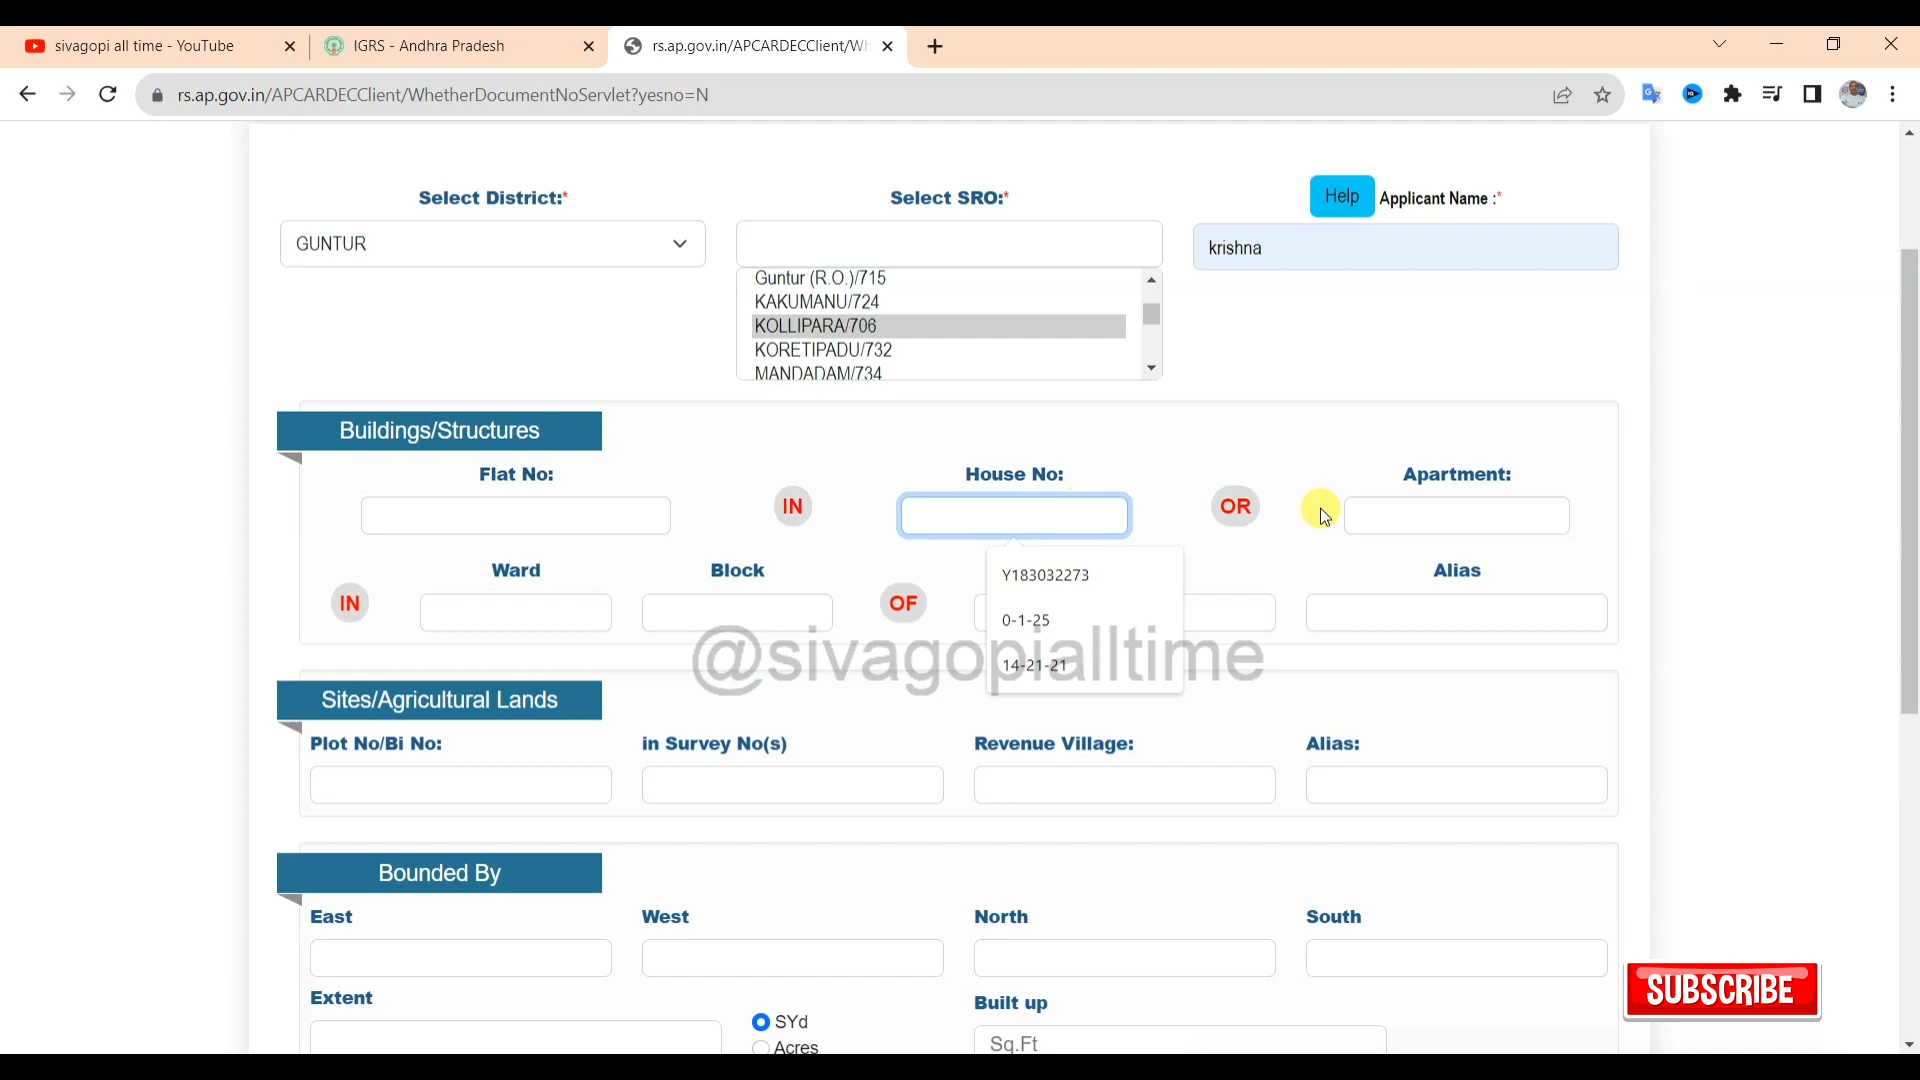 sivagopi all time - YouTube
IGRS - Andhra Pradesh
rs.ap.gov.in/APCARDECClient/Wh
rs.ap.gov.in/APCARDECClient/WhetherDocumentNoServlet?yesno=N
Select District:*
Select SRO:*
Help
Applicant Name :*
GUNTUR
krishna
Guntur (R.O.)/715
KAKUMANU/724
KOLLIPARA/706
KORETIPADU/732
MANDADAM/734
Buildings/Structures
Flat No:
House No:
Apartment:
IN
OR
Ward
Block
Alias
IN
OF
Y183032273
0-1-25
14-21-21
@sivagopialltime
Sites/Agricultural Lands
Plot No/Bi No:
in Survey No(s)
Revenue Village:
Alias:
Bounded By
East
West
North
South
Extent
SYd
Acres
Built up
Sq.Ft
SUBSCRIBE